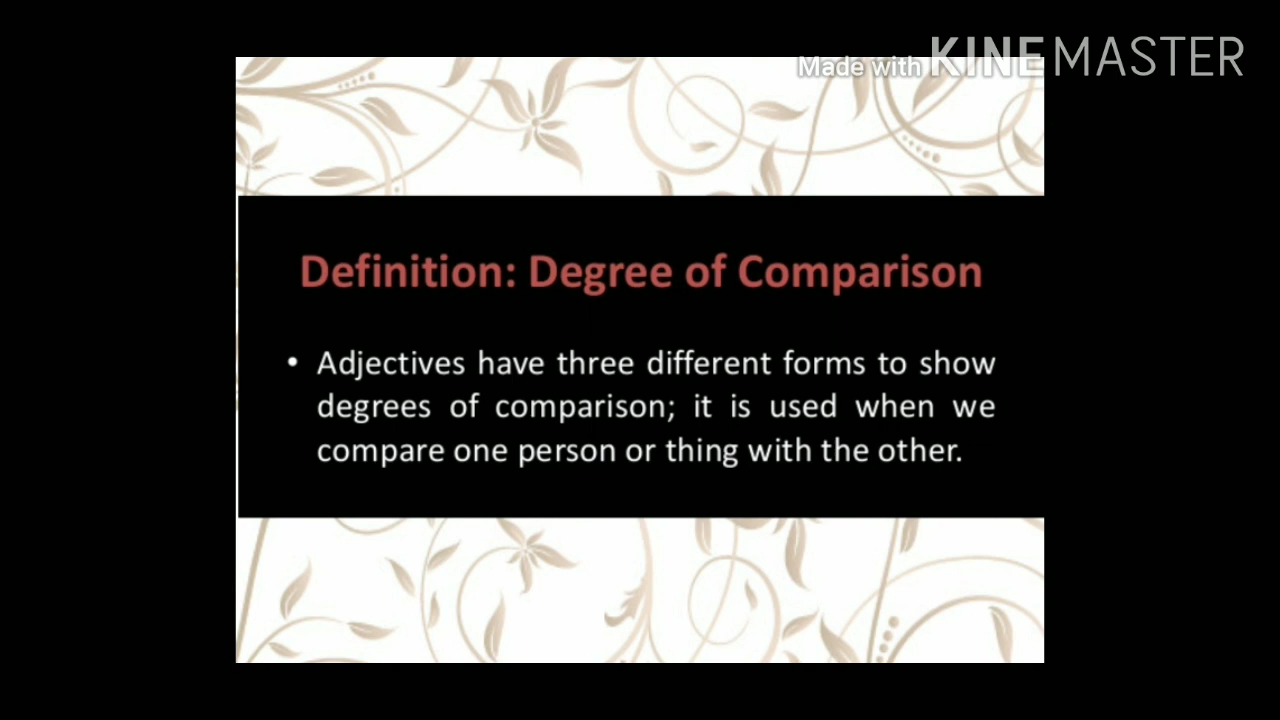 Made with KINEMASTER
Definition: Degree of Comparison
• Adjectives have three different forms to show
degrees of comparison; it is used when we
compare one person or thing with the other.